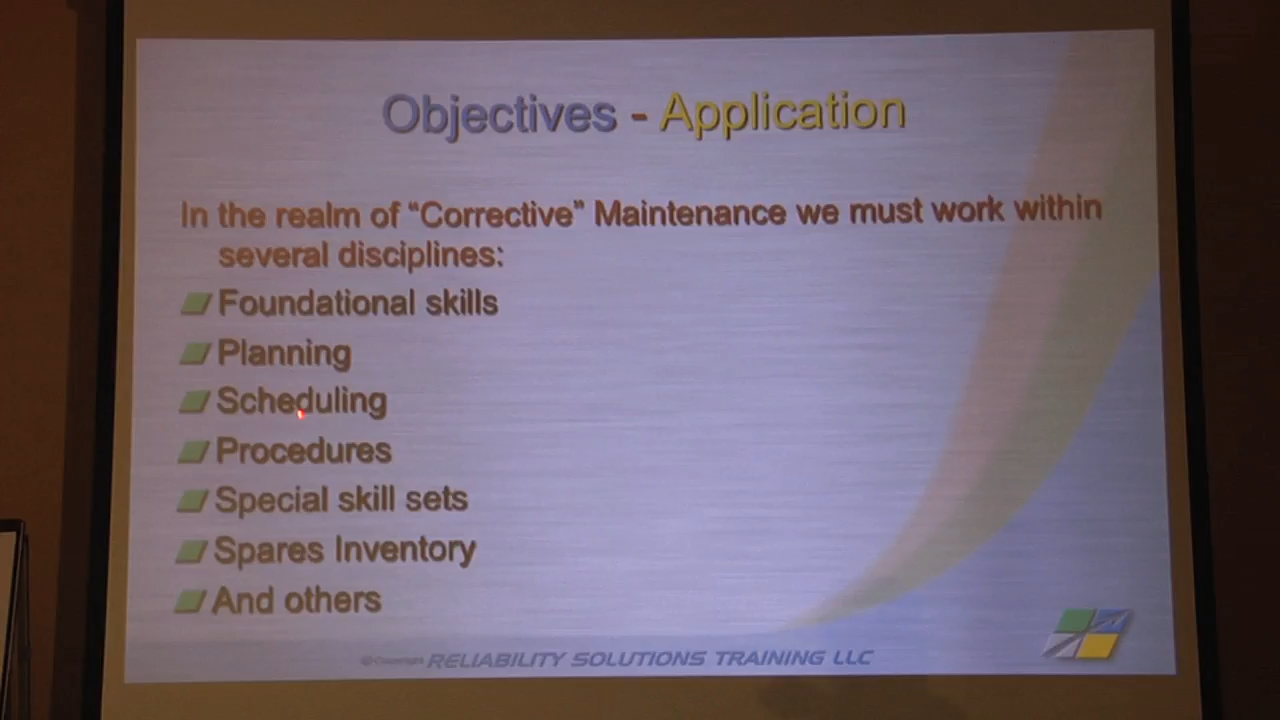 Objectives - Application
In the realm of “Corrective” Maintenance we must work within
several disciplines:
Foundational skills
Planning
Scheduling
Procedures
Special skill sets
Spares Inventory
And others
© Copyright RELIABILITY SOLUTIONS TRAINING LLC